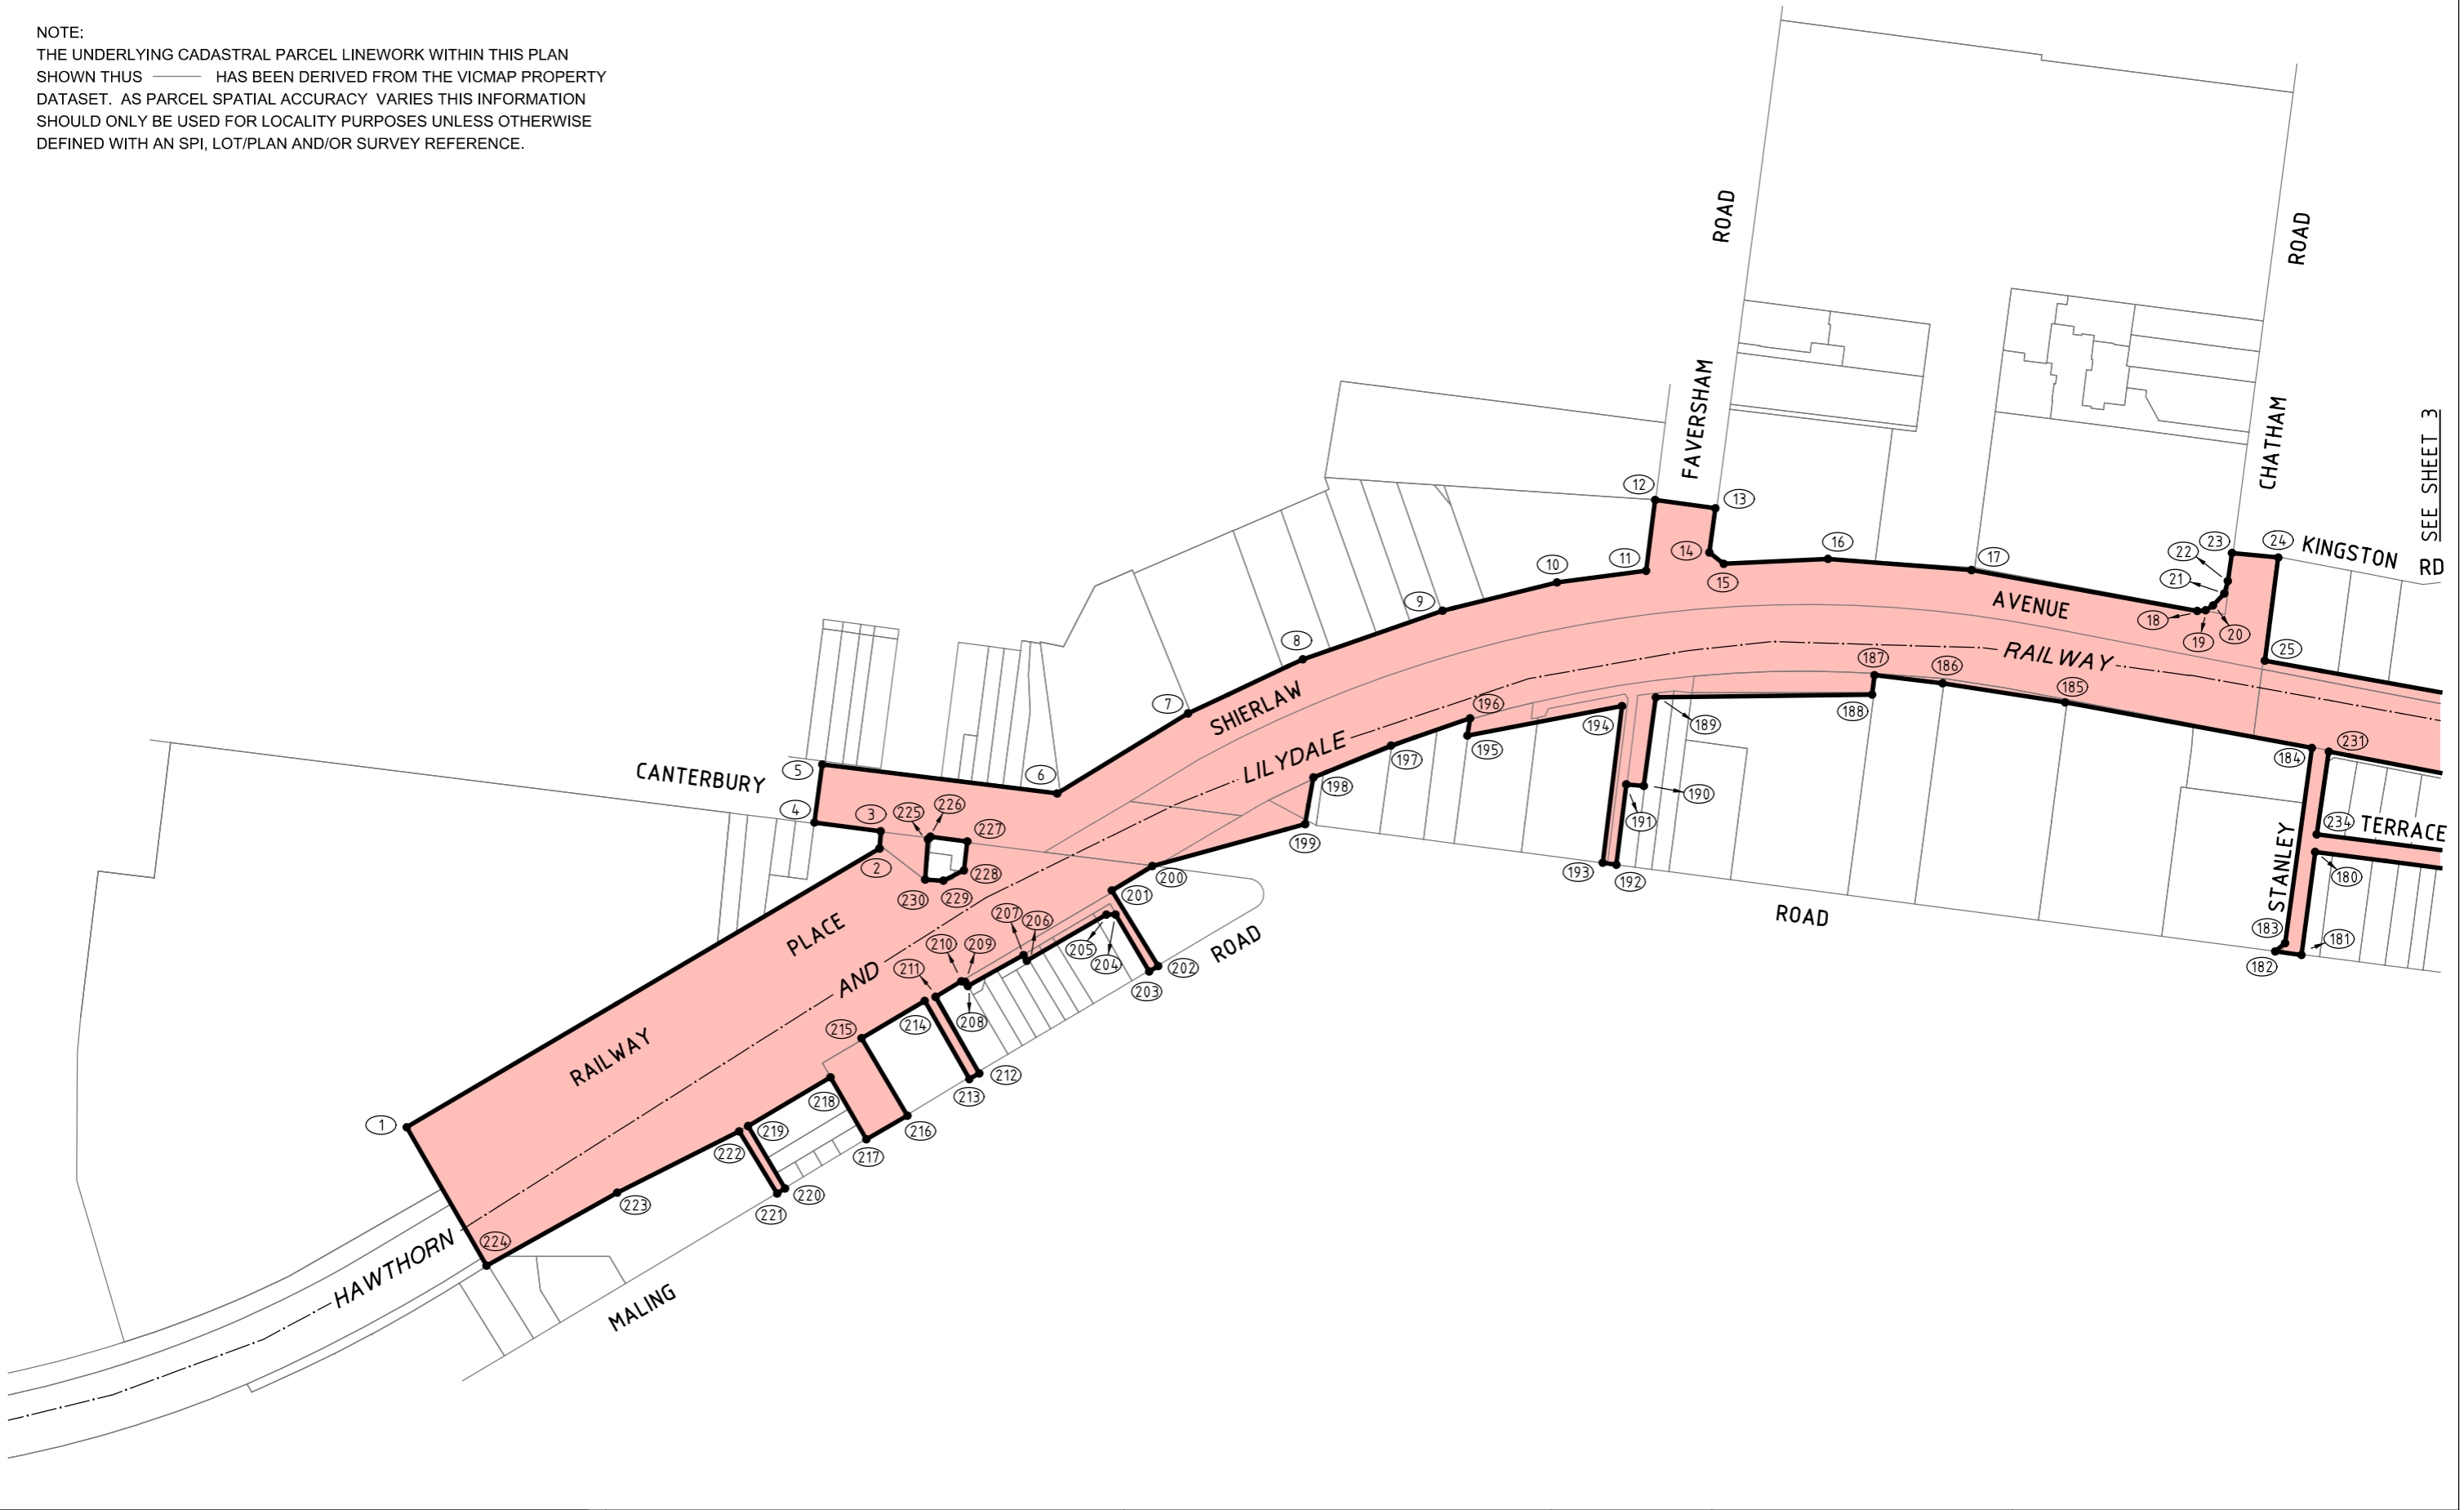 NOTE:
THE UNDERLYING CADASTRAL PARCEL LINEWORK WITHIN THIS PLAN
SHOWN THUS HAS BEEN DERIVED FROM THE VICMAP PROPERTY
DATASET. AS PARCEL SPATIAL ACCURACY VARIES THIS INFORMATION
SHOULD ONLY BE USED FOR LOCALITY PURPOSES UNLESS OTHERWISE
DEFINED WITH AN SPI, LOT/PLAN AND/OR SURVEY REFERENCE.
ROAD
ROAD
FAVERSHAM
CHATHAM
SEE SHEET 3
12
13
14
15
11
10
16
17
9
8
7
23
24
22
21
18
19
20
25
KINGSTON
RD
AVENUE
RAILWAY
SHIERLAW
LILYDALE
187
186
185
188
189
196
194
195
197
198
199
190
191
193
192
184
231
234
TERRACE
STANLEY
180
183
181
182
ROAD
CANTERBURY
5
6
4
3
2
225
226
227
228
229
230
200
201
207
206
205
204
202
203
ROAD
210
209
211
208
PLACE
AND
215
214
212
213
RAILWAY
1
218
219
216
217
222
220
221
223
224
HAWTHORN
MALING